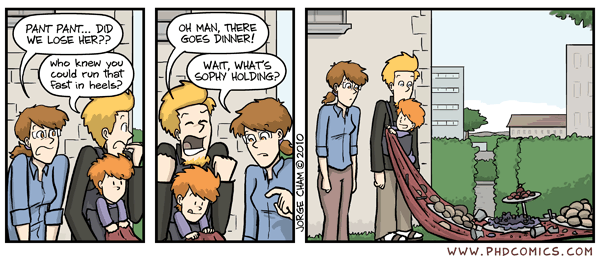 PANT PANT... DID
WE LOSE HER??
Who knew you
could run that
fast in heels?
OH MAN, THERE
GOES DINNER!
WAIT, WHAT'S
SOPHY HOLDING?
JORGE CHAM © 2010
WWW.PHDCOMICS.COM